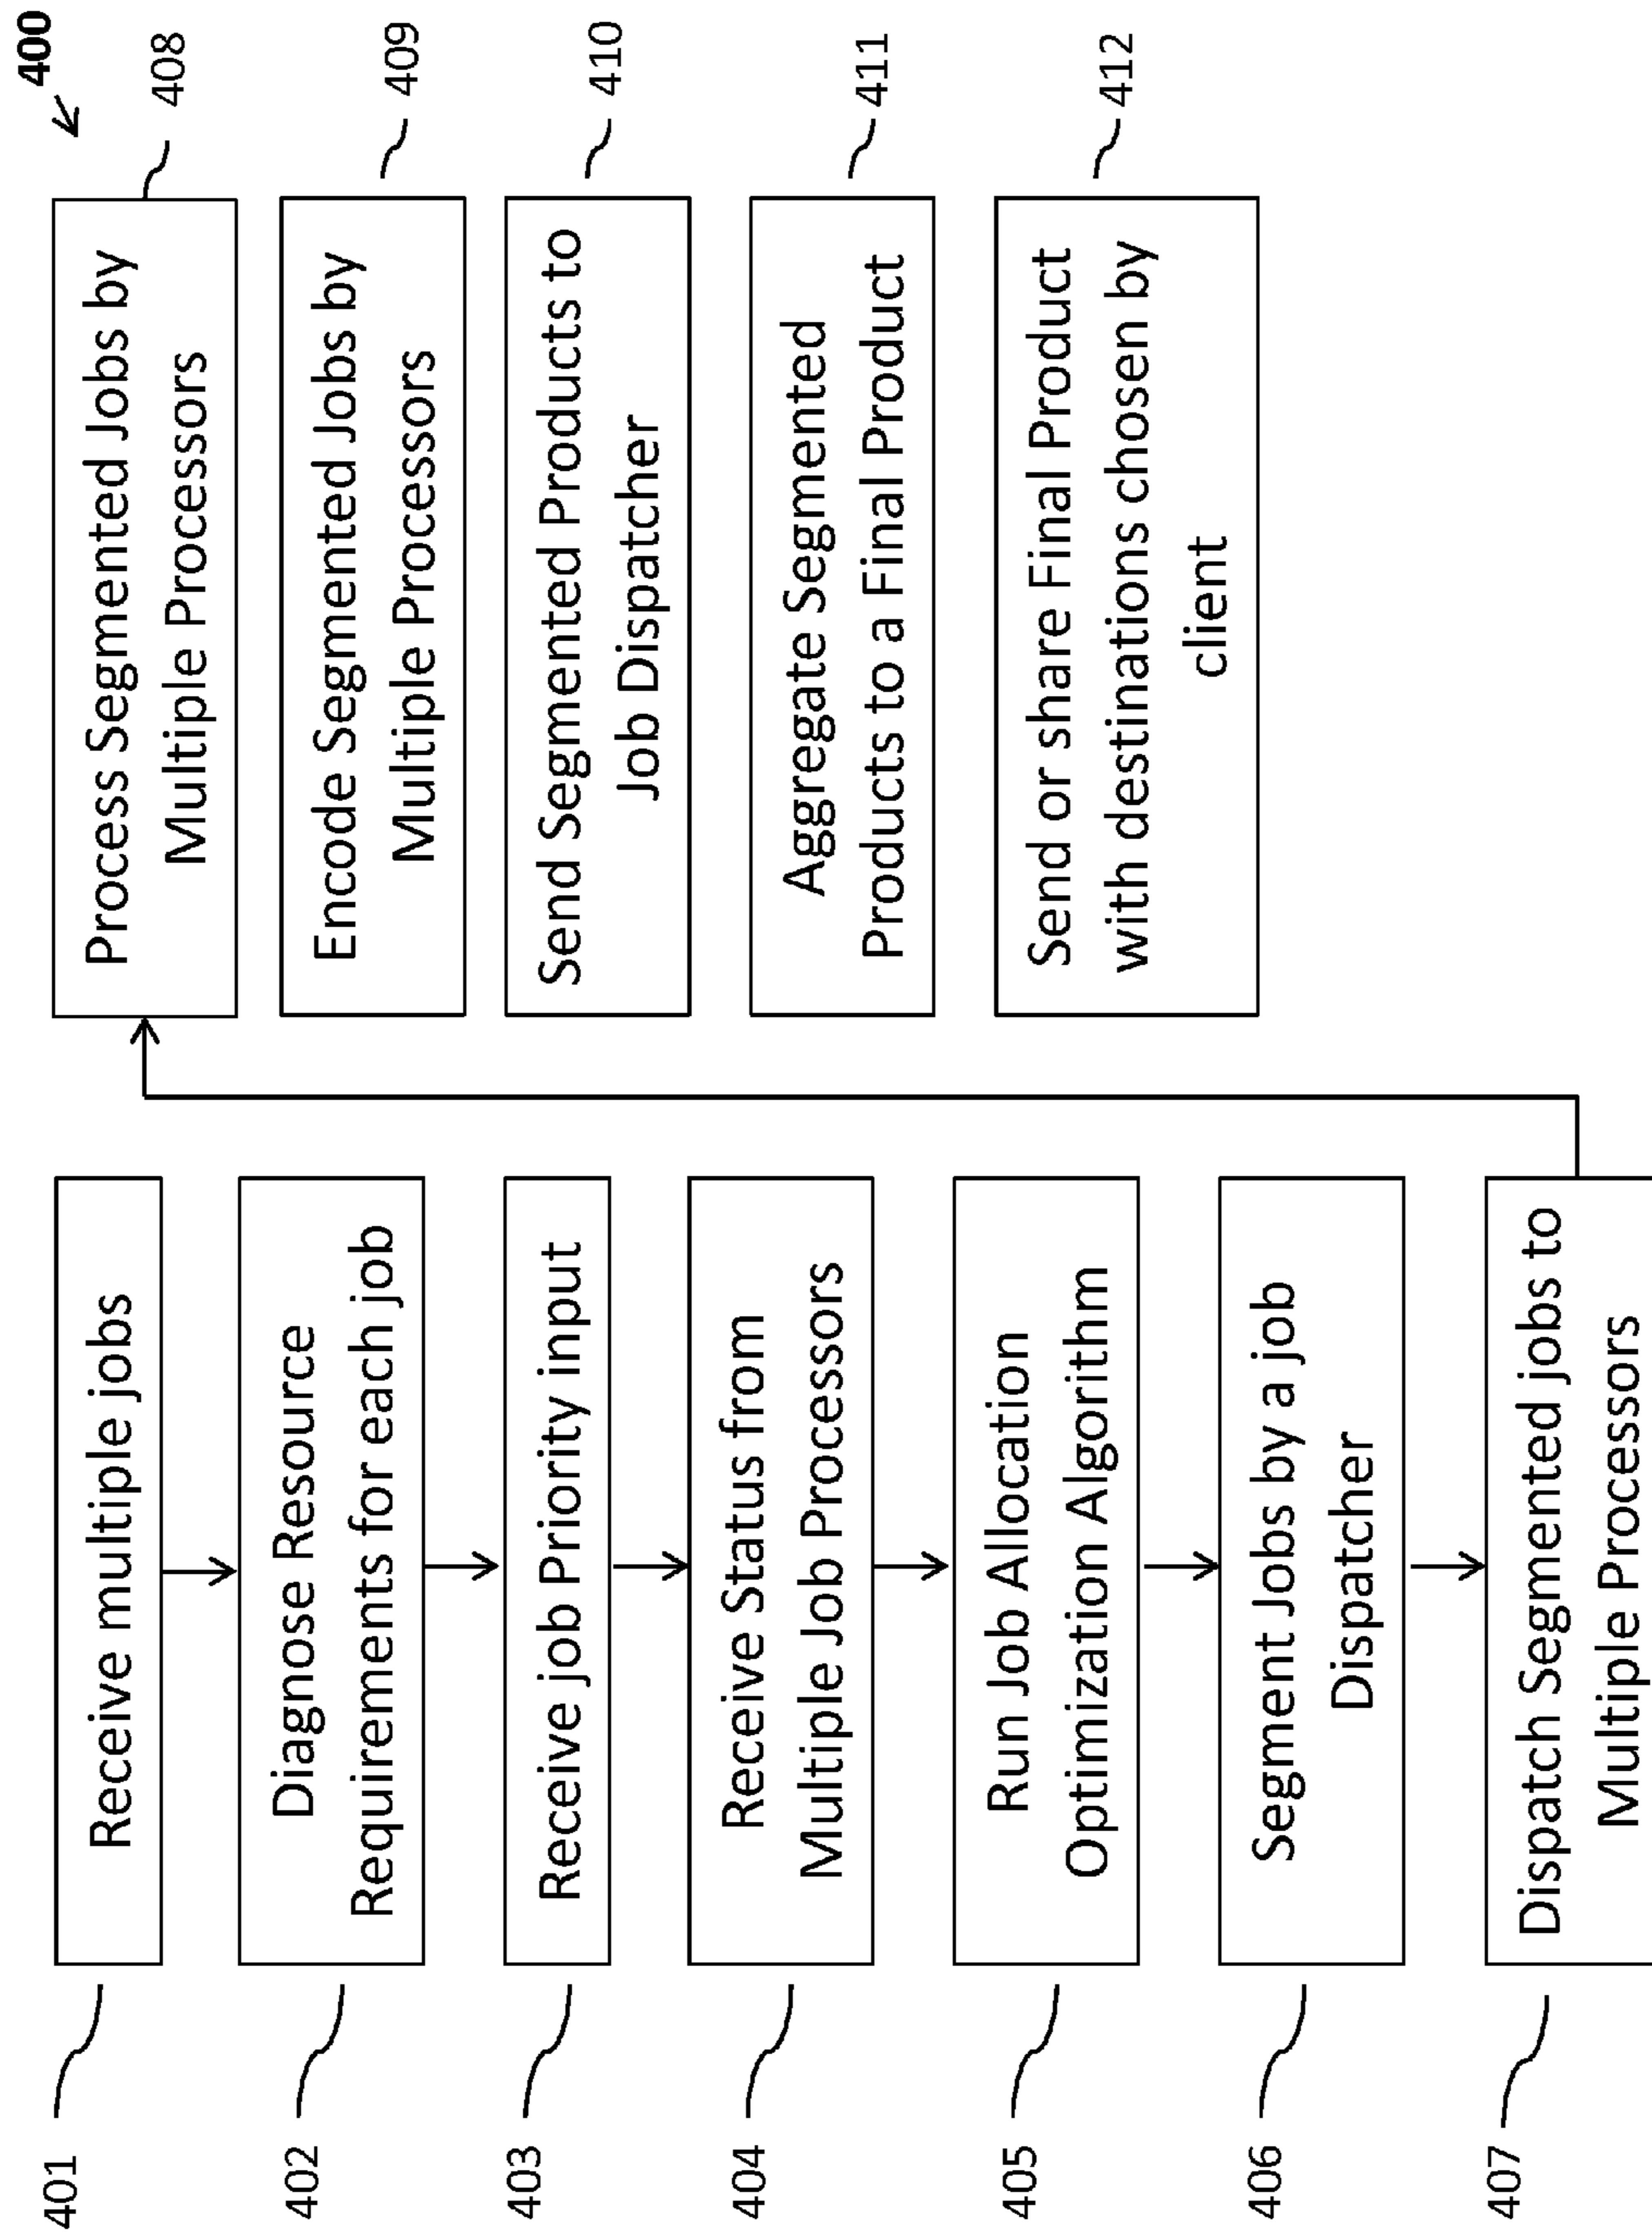 400
401
Receive multiple jobs
402
Diagnose Resource
Requirements for each job
403
Receive job Priority input
404
Receive Status from
Multiple Job Processors
405
Run Job Allocation
Optimization Algorithm
406
Segment Jobs by a job
Dispatcher
407
Dispatch Segmented jobs to
Multiple Processors
Process Segmented Jobs by
Multiple Processors
408
Encode Segmented Jobs by
Multiple Processors
409
Send Segmented Products to
Job Dispatcher
410
Aggregate Segmented
Products to a Final Product
411
Send or share Final Product
with destinations chosen by
client
412